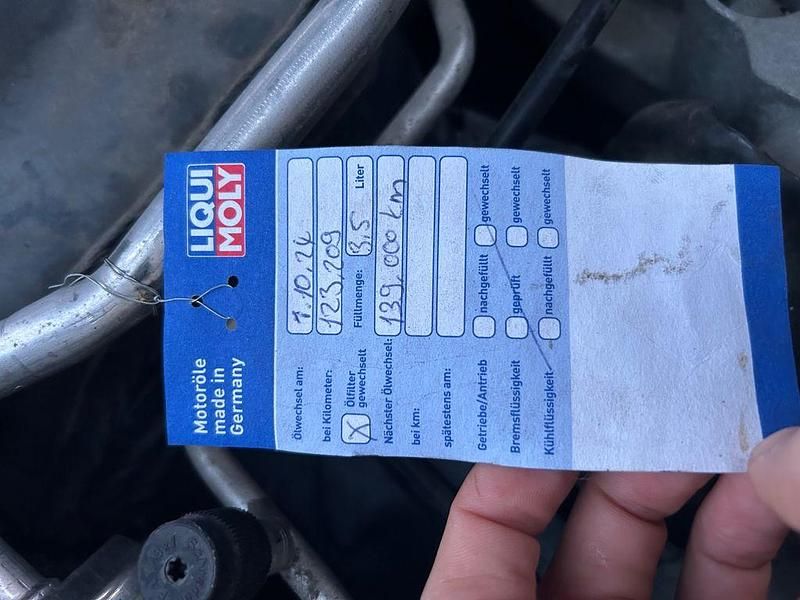 LIQUI
MOLY
Motoröle
made in
Germany
Ölwechsel am: 1.10.24
bei Kilometer: 123.209
X Ölfilter gewechselt Füllmenge: 3,5 Liter
Nächster Ölwechsel: 139.000 km
bei km:
spätestens am:
Getriebe/Antrieb nachgefüllt gewechselt
Bremsflüssigkeit geprüft gewechselt
Kühlflüssigkeit nachgefüllt gewechselt